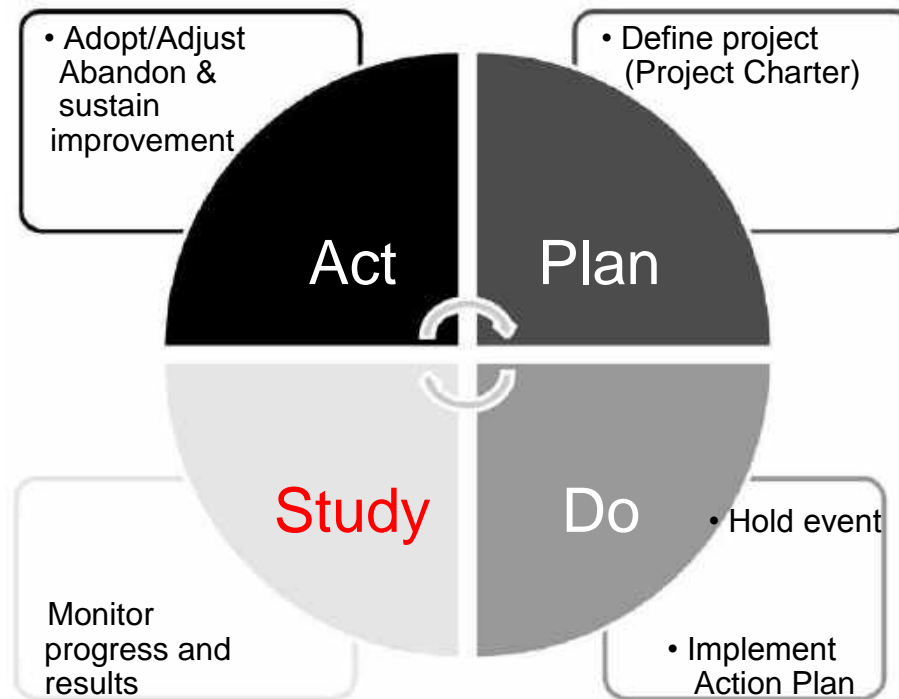 • Adopt/Adjust
Abandon &
sustain
improvement
• Define project
(Project Charter)
Act
Plan
Study
Do
• Hold event
Monitor
progress and
results
• Implement
Action Plan